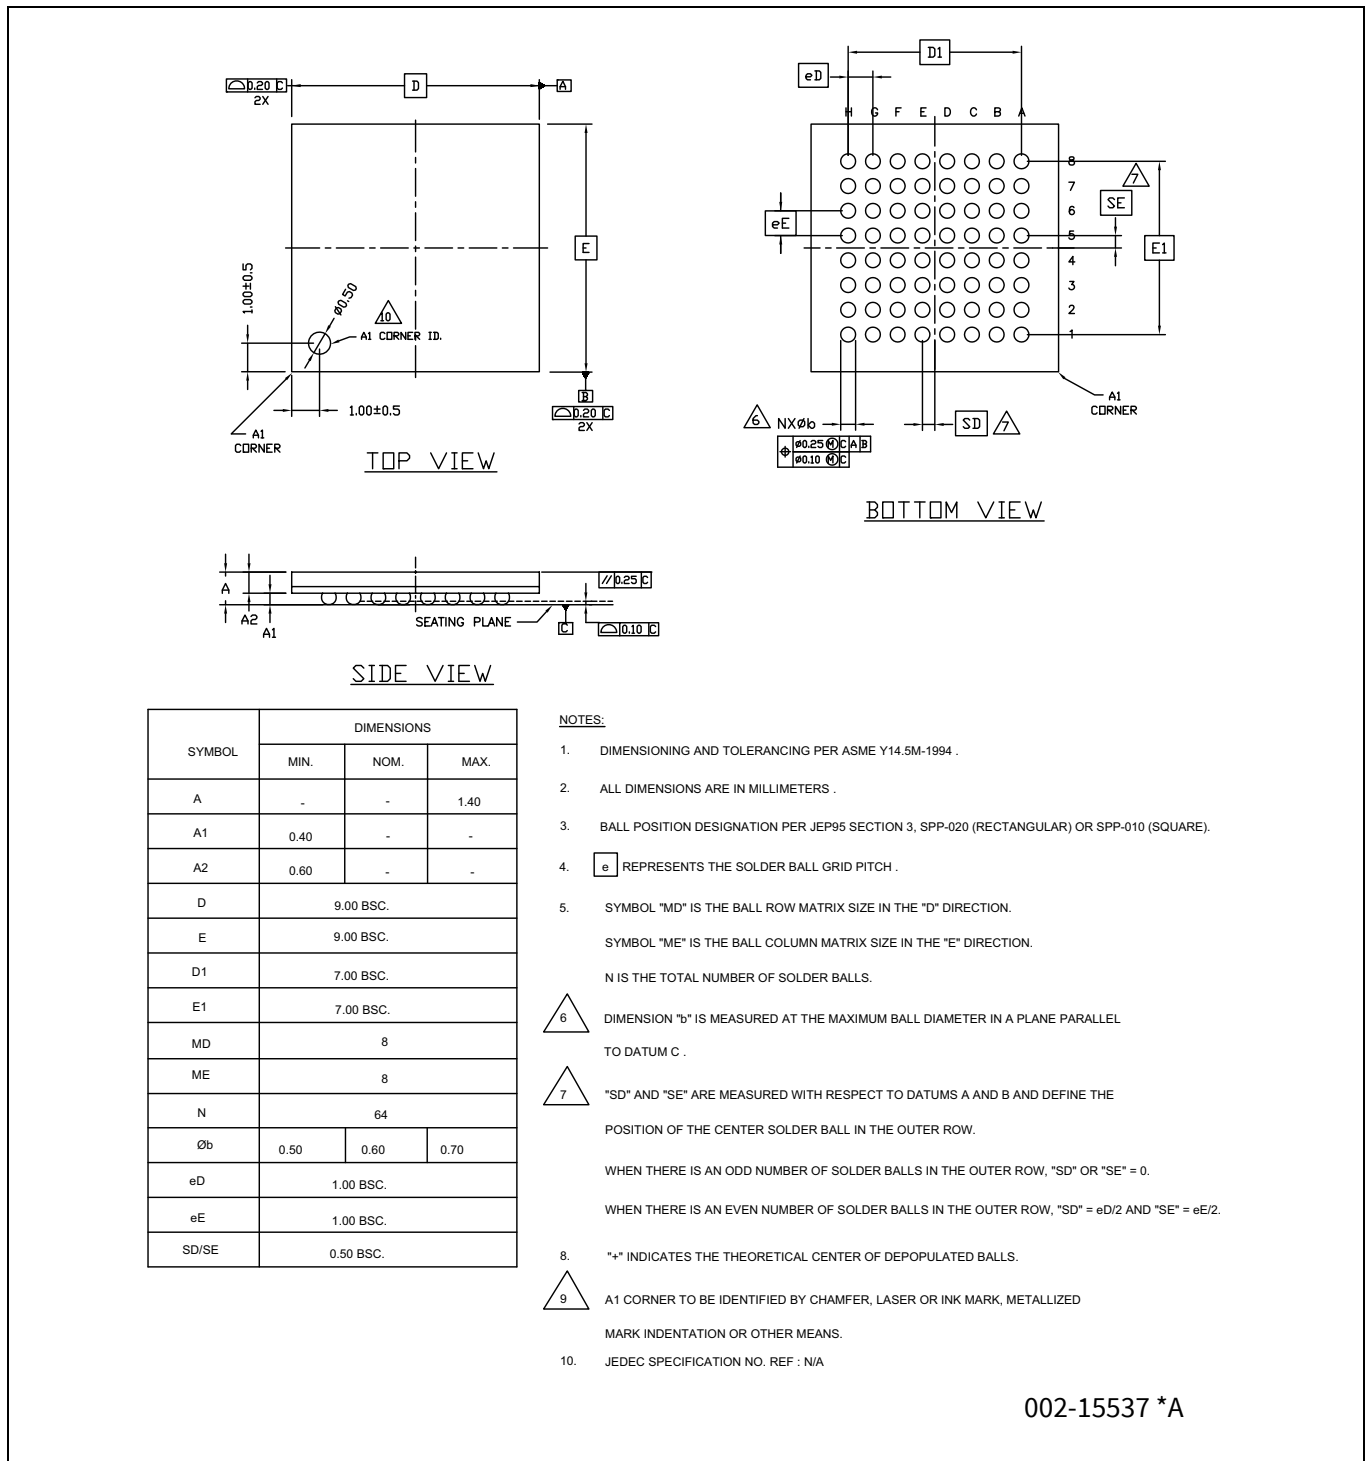 0.20 C
2X
D
A
E
1.00±0.5
ø0.50
10
A1 CORNER ID.
1.00±0.5
A1
CORNER
B
0.20 C
2X
TOP VIEW
D1
eD
H G F E D C B A
8
7
6
5
4
3
2
1
7
SE
eE
E1
A1
CORNER
6 NXøb
ø0.25 M C A B
ø0.10 M C
SD 7
BOTTOM VIEW
A
A2
A1
SEATING PLANE
C
// 0.25 C
0.10 C
SIDE VIEW
SYMBOL DIMENSIONS
MIN. NOM. MAX.
A - - 1.40
A1 0.40 - -
A2 0.60 - -
D 9.00 BSC.
E 9.00 BSC.
D1 7.00 BSC.
E1 7.00 BSC.
MD 8
ME 8
N 64
Øb 0.50 0.60 0.70
eD 1.00 BSC.
eE 1.00 BSC.
SD/SE 0.50 BSC.
NOTES:
1. DIMENSIONING AND TOLERANCING PER ASME Y14.5M-1994 .
2. ALL DIMENSIONS ARE IN MILLIMETERS .
3. BALL POSITION DESIGNATION PER JEP95 SECTION 3, SPP-020 (RECTANGULAR) OR SPP-010 (SQUARE).
4. e REPRESENTS THE SOLDER BALL GRID PITCH .
5. SYMBOL "MD" IS THE BALL ROW MATRIX SIZE IN THE "D" DIRECTION.
SYMBOL "ME" IS THE BALL COLUMN MATRIX SIZE IN THE "E" DIRECTION.
N IS THE TOTAL NUMBER OF SOLDER BALLS.
6 DIMENSION "b" IS MEASURED AT THE MAXIMUM BALL DIAMETER IN A PLANE PARALLEL
TO DATUM C .
7 "SD" AND "SE" ARE MEASURED WITH RESPECT TO DATUMS A AND B AND DEFINE THE
POSITION OF THE CENTER SOLDER BALL IN THE OUTER ROW.
WHEN THERE IS AN ODD NUMBER OF SOLDER BALLS IN THE OUTER ROW, "SD" OR "SE" = 0.
WHEN THERE IS AN EVEN NUMBER OF SOLDER BALLS IN THE OUTER ROW, "SD" = eD/2 AND "SE" = eE/2.
8. "+" INDICATES THE THEORETICAL CENTER OF DEPOPULATED BALLS.
9 A1 CORNER TO BE IDENTIFIED BY CHAMFER, LASER OR INK MARK, METALLIZED
MARK INDENTATION OR OTHER MEANS.
10. JEDEC SPECIFICATION NO. REF : N/A
002-15537 *A